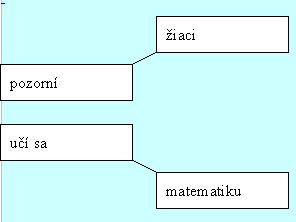 žiaci
pozorní
učí sa
matematiku